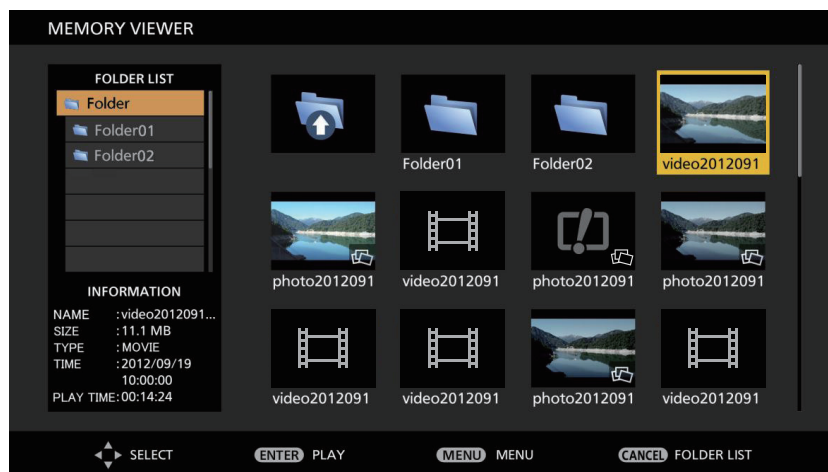 MEMORY VIEWER
FOLDER LIST
Folder
Folder01
Folder02
Folder01
Folder02
video2012091
photo2012091
video2012091
photo2012091
photo2012091
video2012091
video2012091
photo2012091
video2012091
INFORMATION
NAME :video2012091...
SIZE :11.1 MB
TYPE :MOVIE
TIME :2012/09/19
10:00:00
PLAY TIME:00:14:24
SELECT
ENTER PLAY
MENU MENU
CANCEL FOLDER LIST